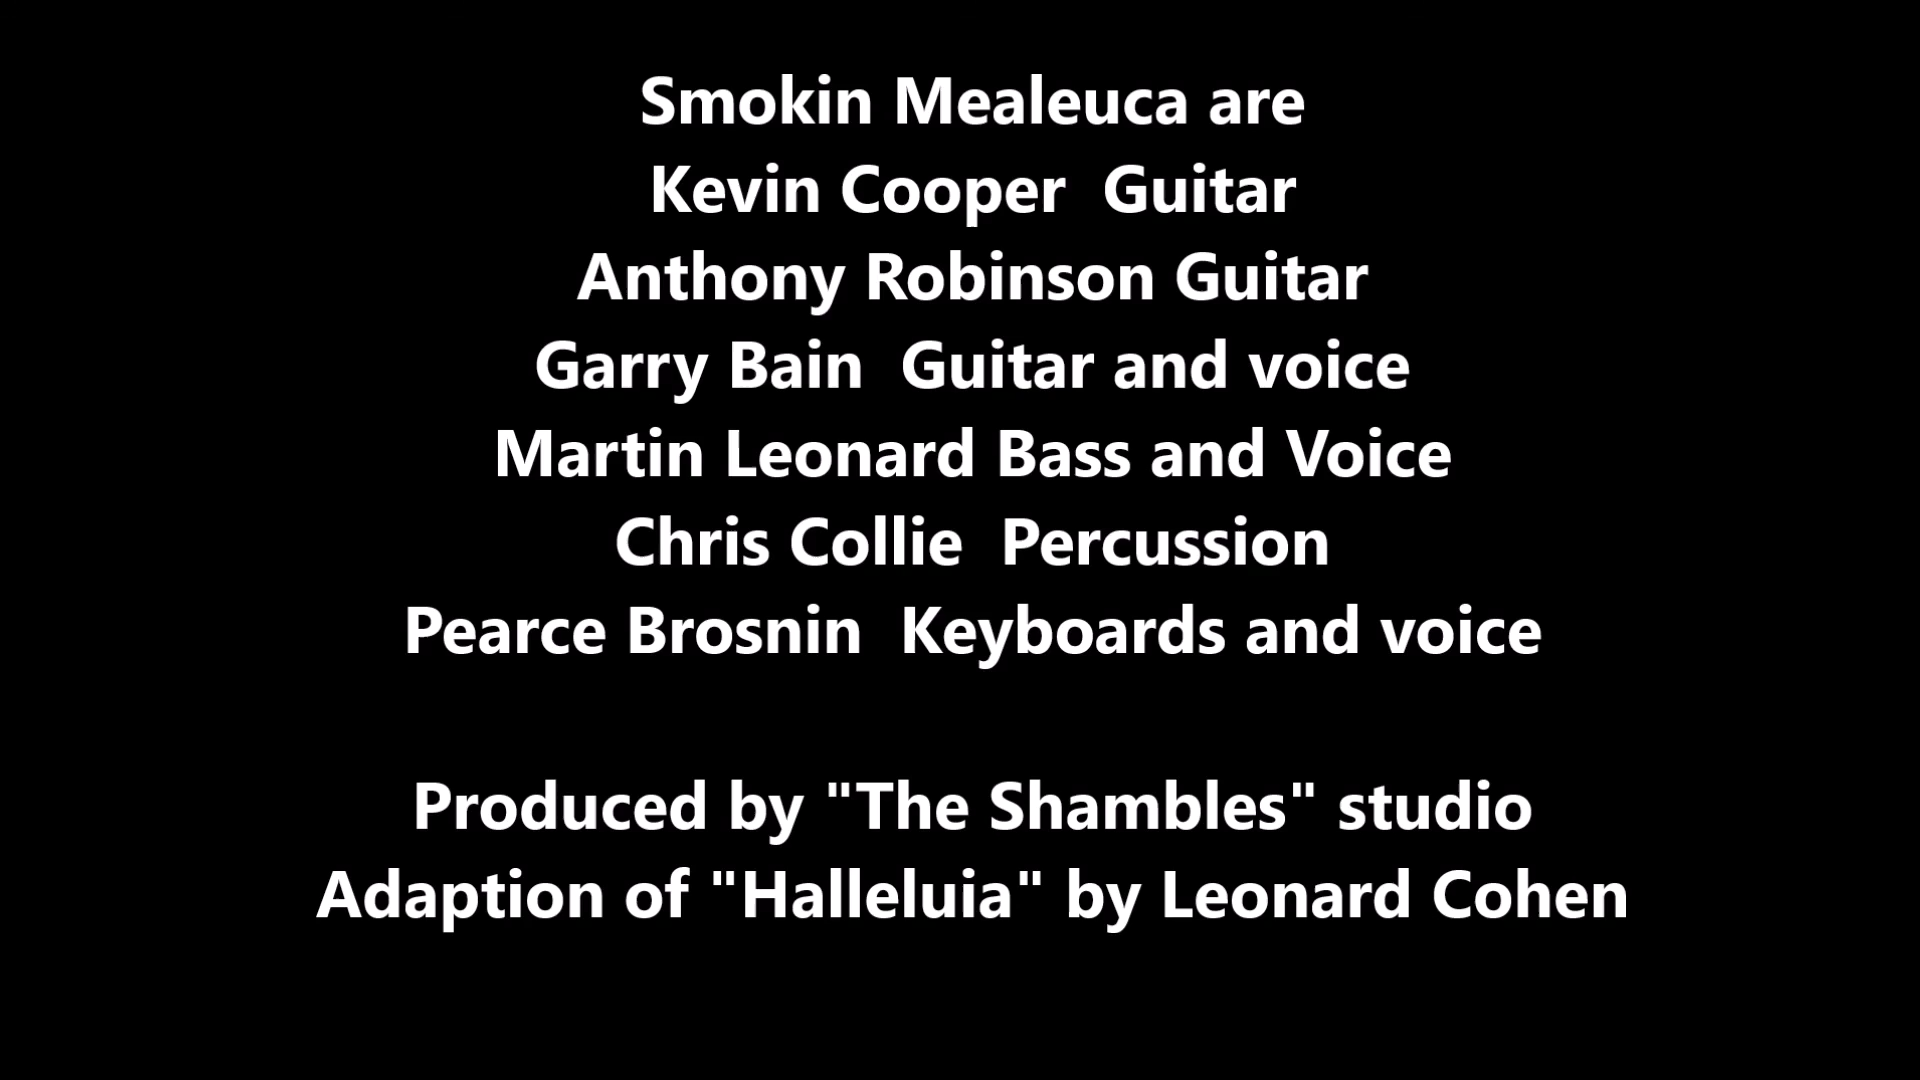 Smokin Mealeuca are
Kevin Cooper  Guitar
Anthony Robinson Guitar
Garry Bain  Guitar and voice
Martin Leonard Bass and Voice
Chris Collie  Percussion
Pearce Brosnin  Keyboards and voice
Produced by "The Shambles" studio
Adaption of "Halleluia" by Leonard Cohen